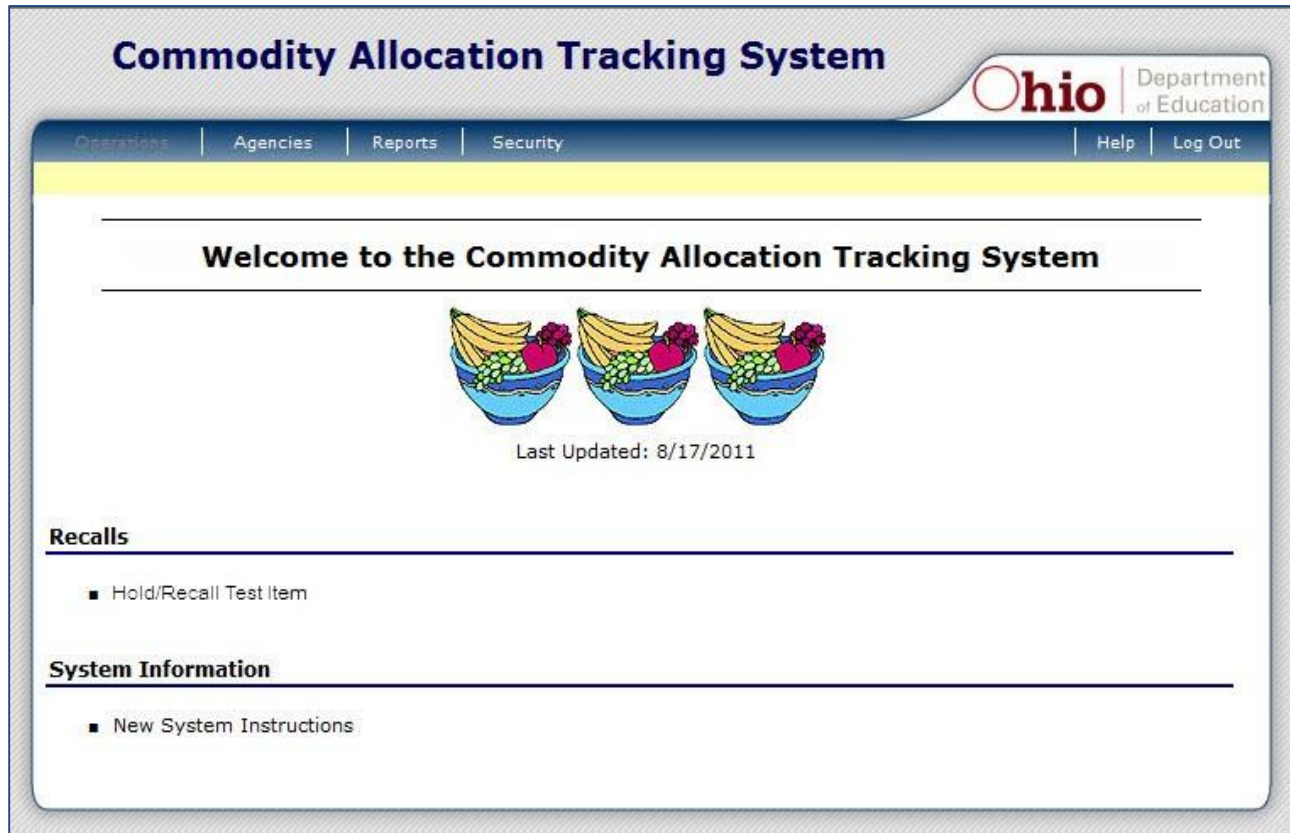 Commodity Allocation Tracking System
Ohio Department of Education
Operations Agencies Reports Security Help Log Out
Welcome to the Commodity Allocation Tracking System
Last Updated: 8/17/2011
Recalls
Hold/Recall Test Item
System Information
New System Instructions